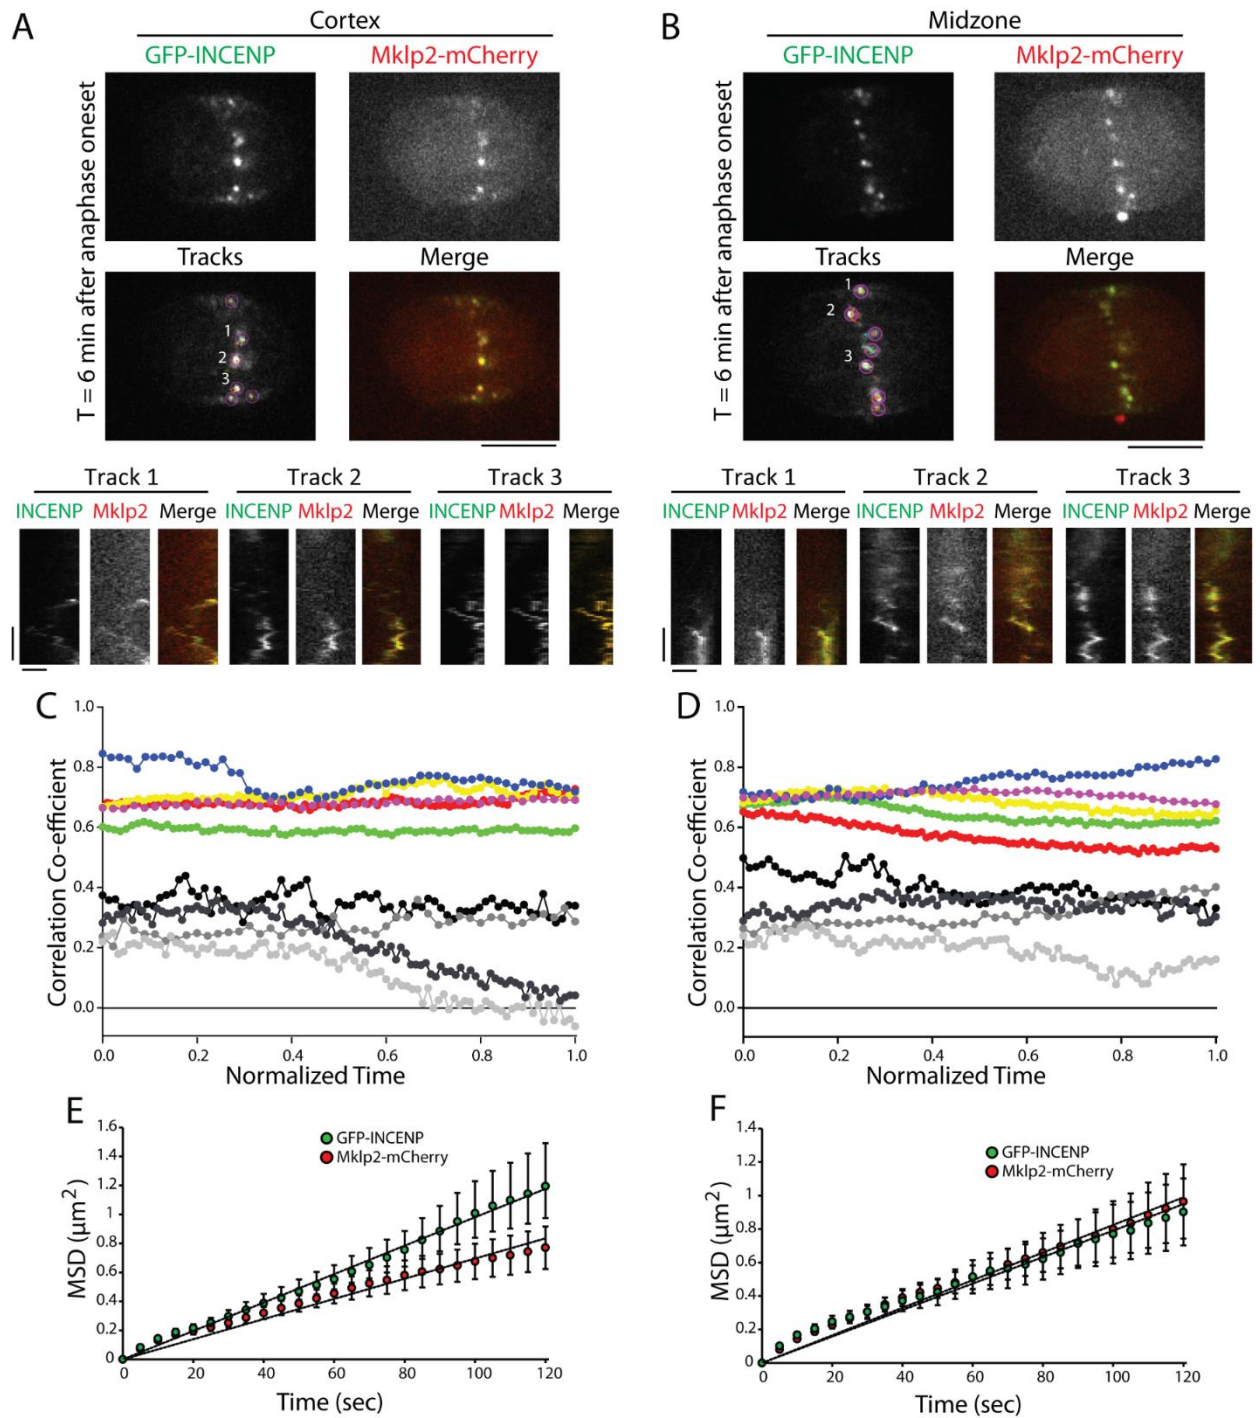 A
Cortex
GFP-INCENP
Mklp2-mCherry
T = 6 min after anaphase oneset
Tracks
Merge
1
2
3
Track 1
Track 2
Track 3
INCENP Mklp2 Merge INCENP Mklp2 Merge INCENP Mklp2 Merge
B
Midzone
GFP-INCENP
Mklp2-mCherry
T = 6 min after anaphase oneset
Tracks
Merge
1
2
3
Track 1
Track 2
Track 3
INCENP Mklp2 Merge INCENP Mklp2 Merge INCENP Mklp2 Merge
C
Correlation Co-efficient
1.0
0.8
0.6
0.4
0.2
0.0
0.0 0.2 0.4 0.6 0.8 1.0
Normalized Time
D
Correlation Co-efficient
1.0
0.8
0.6
0.4
0.2
0.0
0.0 0.2 0.4 0.6 0.8 1.0
Normalized Time
E
MSD (µm²)
1.6
1.4
1.2
1
0.8
0.6
0.4
0.2
0
GFP-INCENP
Mklp2-mCherry
0 20 40 60 80 100 120
Time (sec)
F
MSD (µm²)
1.4
1.2
1
0.8
0.6
0.4
0.2
0
GFP-INCENP
Mklp2-mCherry
0 20 40 60 80 100 120
Time (sec)